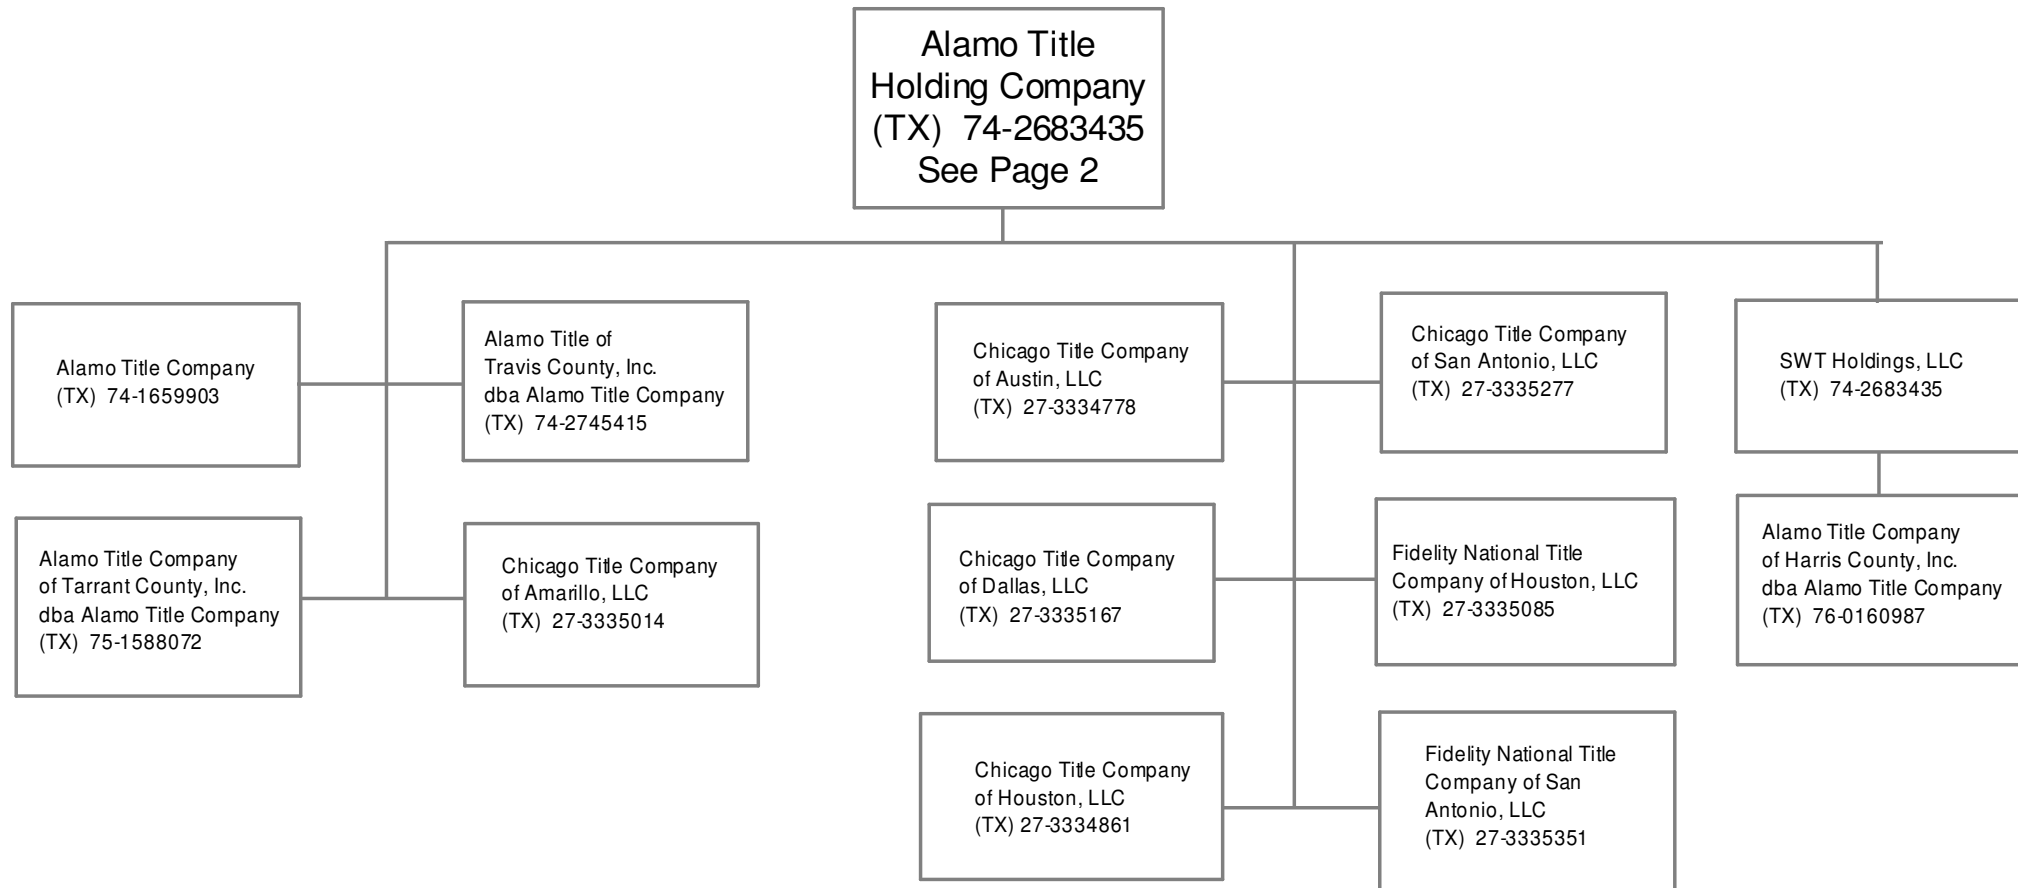 Alamo Title
Holding Company
(TX) 74-2683435
See Page 2
Alamo Title Company
(TX) 74-1659903
Alamo Title of
Travis County, Inc.
dba Alamo Title Company
(TX) 74-2745415
Chicago Title Company
of Austin, LLC
(TX) 27-3334778
Chicago Title Company
of San Antonio, LLC
(TX) 27-3335277
SWT Holdings, LLC
(TX) 74-2683435
Alamo Title Company
of Tarrant County, Inc.
dba Alamo Title Company
(TX) 75-1588072
Chicago Title Company
of Amarillo, LLC
(TX) 27-3335014
Chicago Title Company
of Dallas, LLC
(TX) 27-3335167
Fidelity National Title
Company of Houston, LLC
(TX) 27-3335085
Alamo Title Company
of Harris County, Inc.
dba Alamo Title Company
(TX) 76-0160987
Chicago Title Company
of Houston, LLC
(TX) 27-3334861
Fidelity National Title
Company of San
Antonio, LLC
(TX) 27-3335351